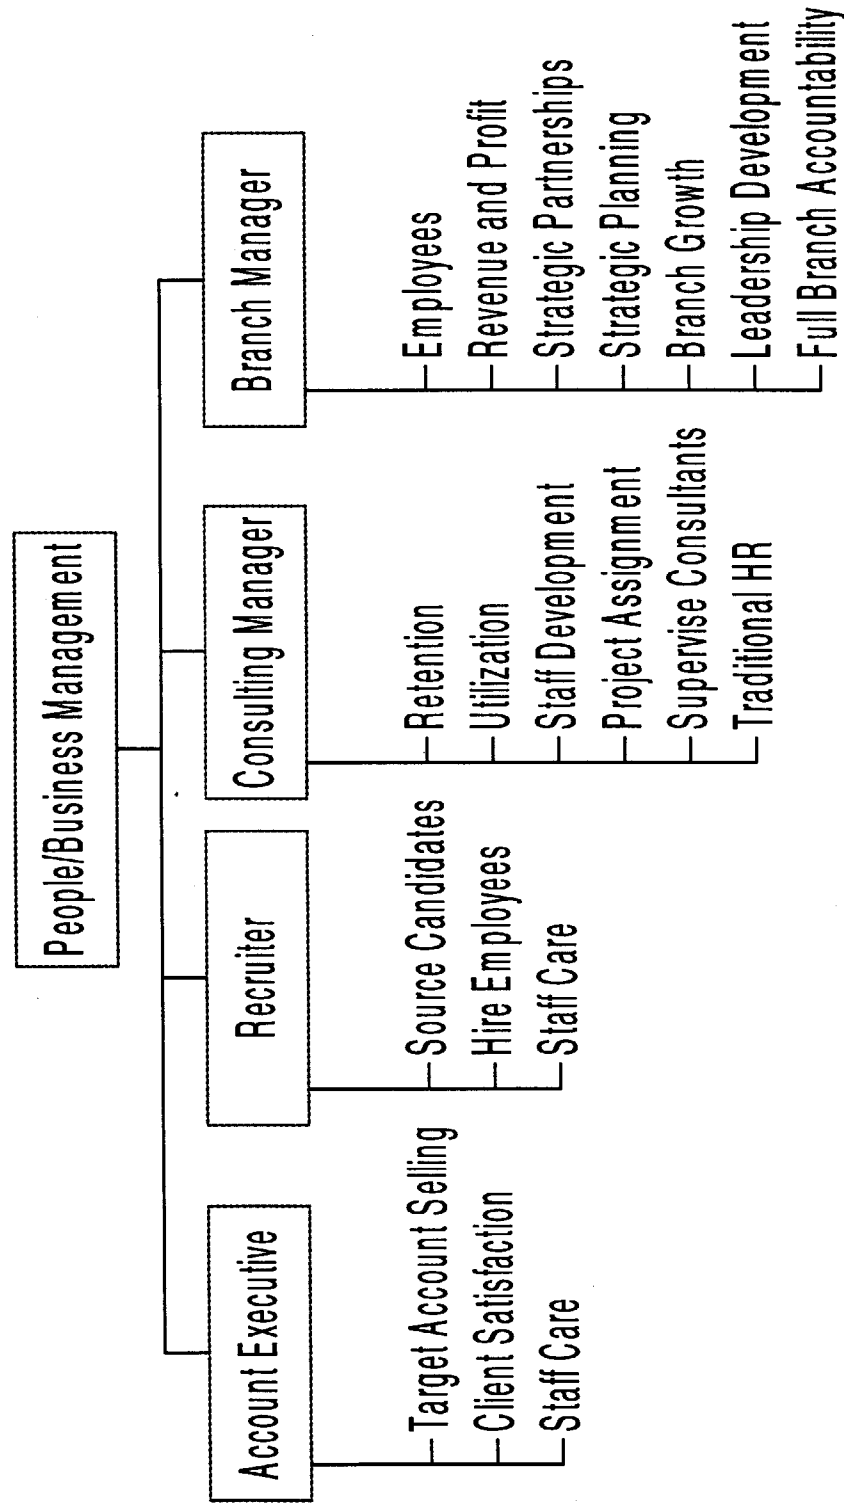 People/Business Management
Account Executive
Target Account Selling
Client Satisfaction
Staff Care
Recruiter
Source Candidates
Hire Employees
Staff Care
Consulting Manager
Retention
Utilization
Staff Development
Project Assignment
Supervise Consultants
Traditional HR
Branch Manager
Employees
Revenue and Profit
Strategic Partnerships
Strategic Planning
Branch Growth
Leadership Development
Full Branch Accountability